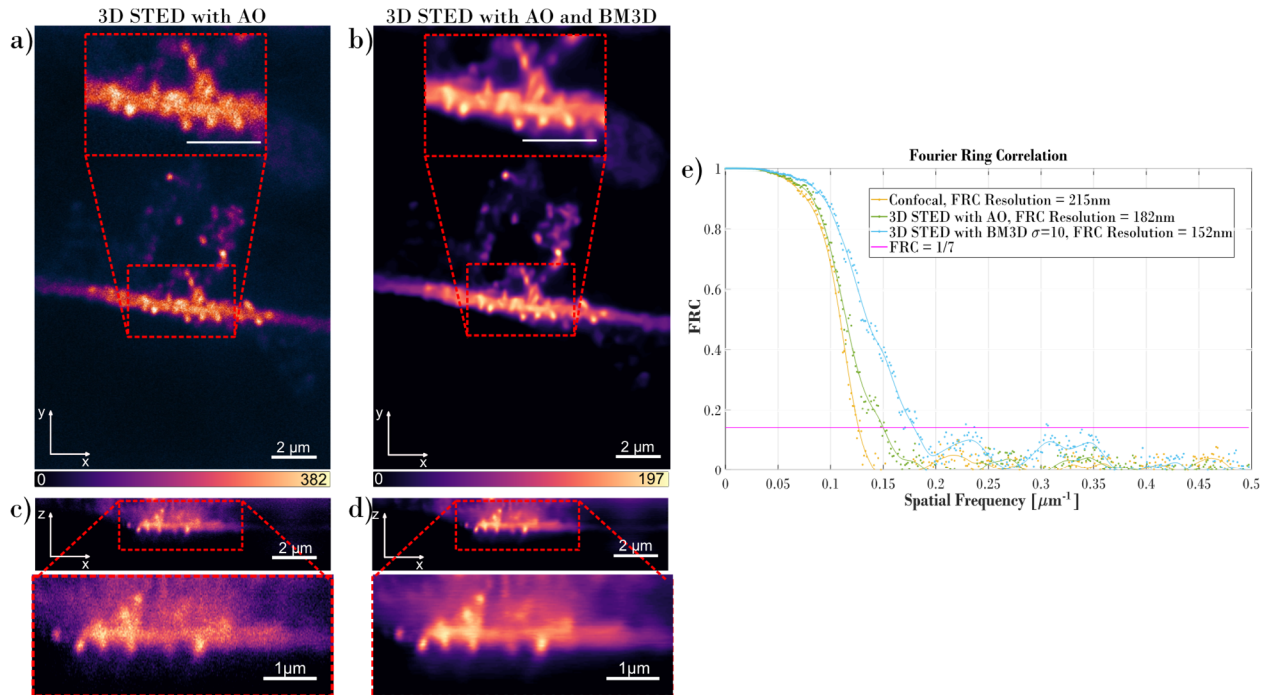 3D STED with AO
3D STED with AO and BM3D
a)
b)
y
x
2 μm
y
x
2 μm
0 382
0 197
c)
d)
z
x
2 μm
z
x
2 μm
1μm
1μm
e)
Fourier Ring Correlation
Confocal, FRC Resolution = 215nm
3D STED with AO, FRC Resolution = 182nm
3D STED with BM3D σ=10, FRC Resolution = 152nm
FRC = 1/7
FRC
1
0.8
0.6
0.4
0.2
0
0 0.05 0.1 0.15 0.2 0.25 0.3 0.35 0.4 0.45 0.5
Spatial Frequency [μm⁻¹]